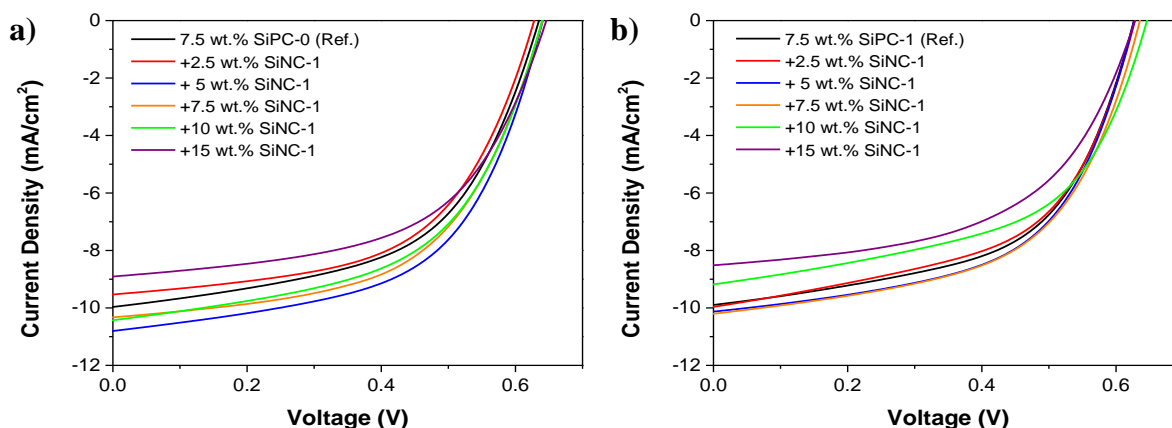 a)
7.5 wt.% SiPC-0 (Ref.)
+2.5 wt.% SiNC-1
+ 5 wt.% SiNC-1
+7.5 wt.% SiNC-1
+10 wt.% SiNC-1
+15 wt.% SiNC-1
0
-2
-4
-6
-8
-10
-12
Current Density (mA/cm²)
0.0
0.2
0.4
0.6
Voltage (V)
b)
7.5 wt.% SiPC-1 (Ref.)
+2.5 wt.% SiNC-1
+ 5 wt.% SiNC-1
+7.5 wt.% SiNC-1
+10 wt.% SiNC-1
+15 wt.% SiNC-1
0
-2
-4
-6
-8
-10
-12
Current Density (mA/cm²)
0.0
0.2
0.4
0.6
Voltage (V)